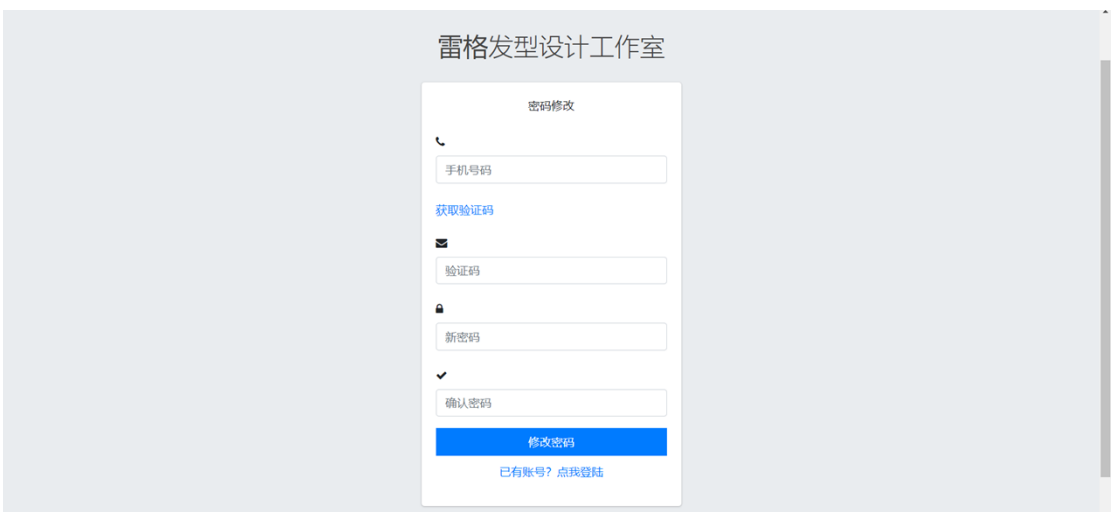 雷格发型设计工作室
密码修改
手机号码
获取验证码
验证码
新密码
确认密码
修改密码
已有账号？点我登陆